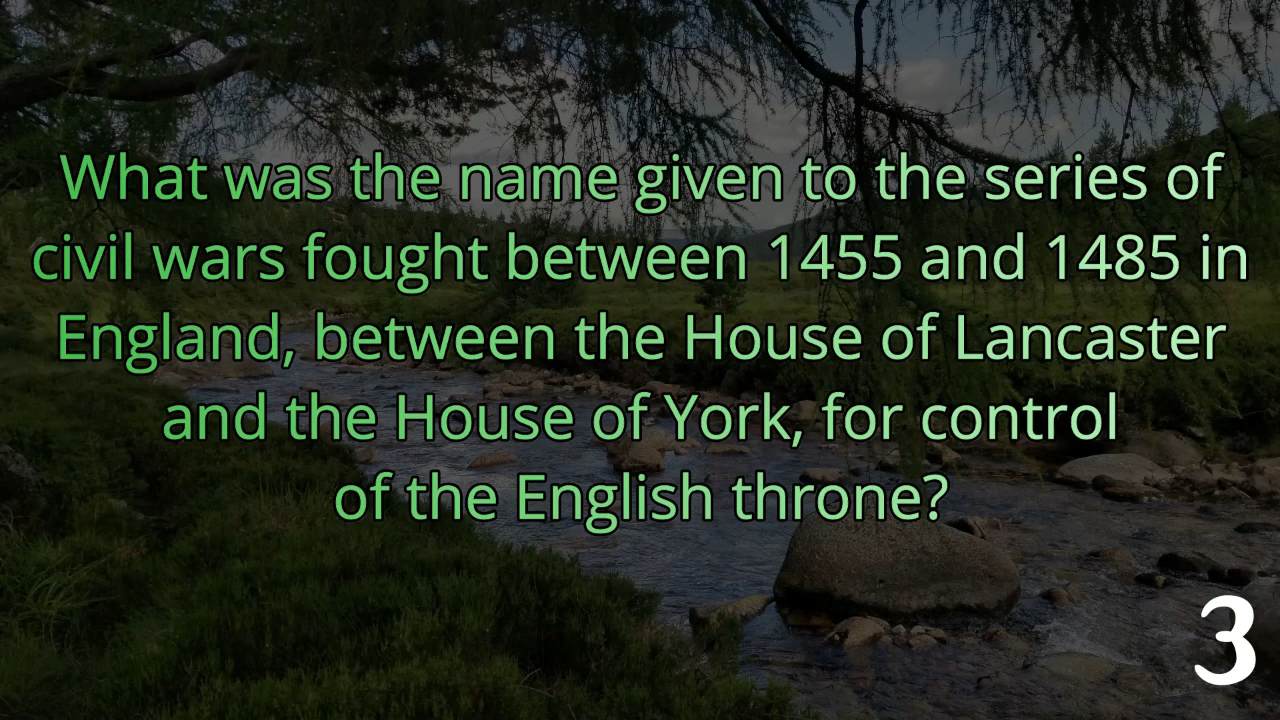 What was the name given to the series of
civil wars fought between 1455 and 1485 in
England, between the House of Lancaster
and the House of York, for control
of the English throne?
3